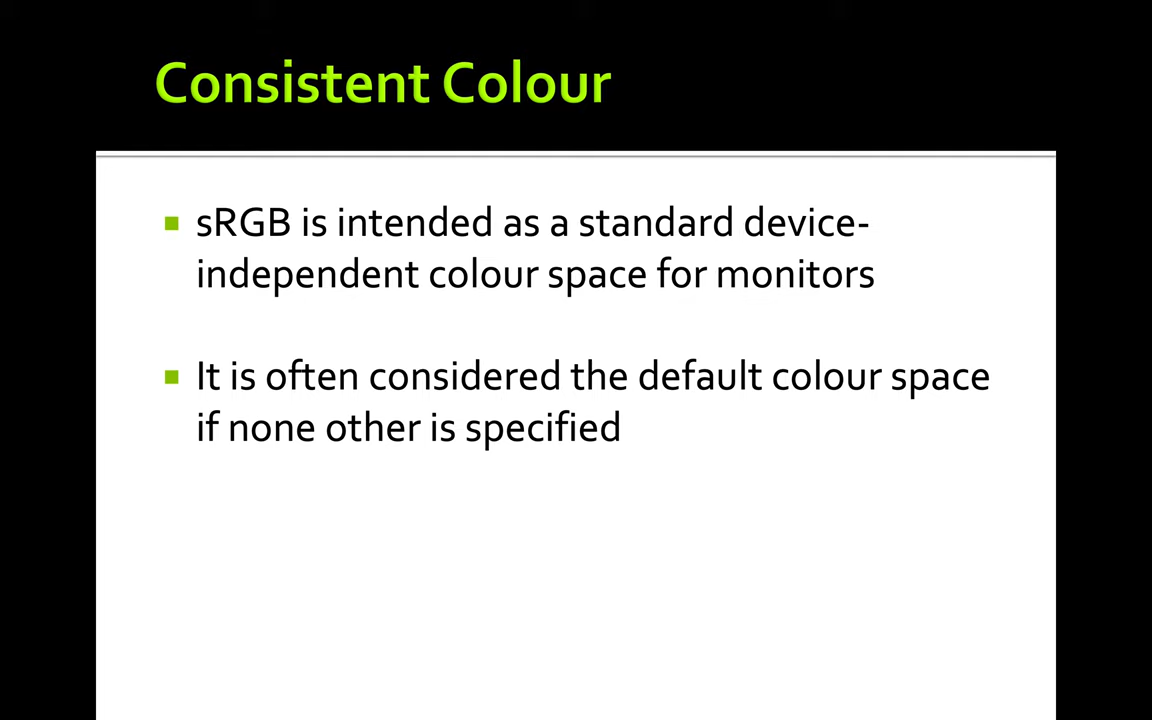 Consistent Colour
sRGB is intended as a standard device-
independent colour space for monitors
It is often considered the default colour space
if none other is specified